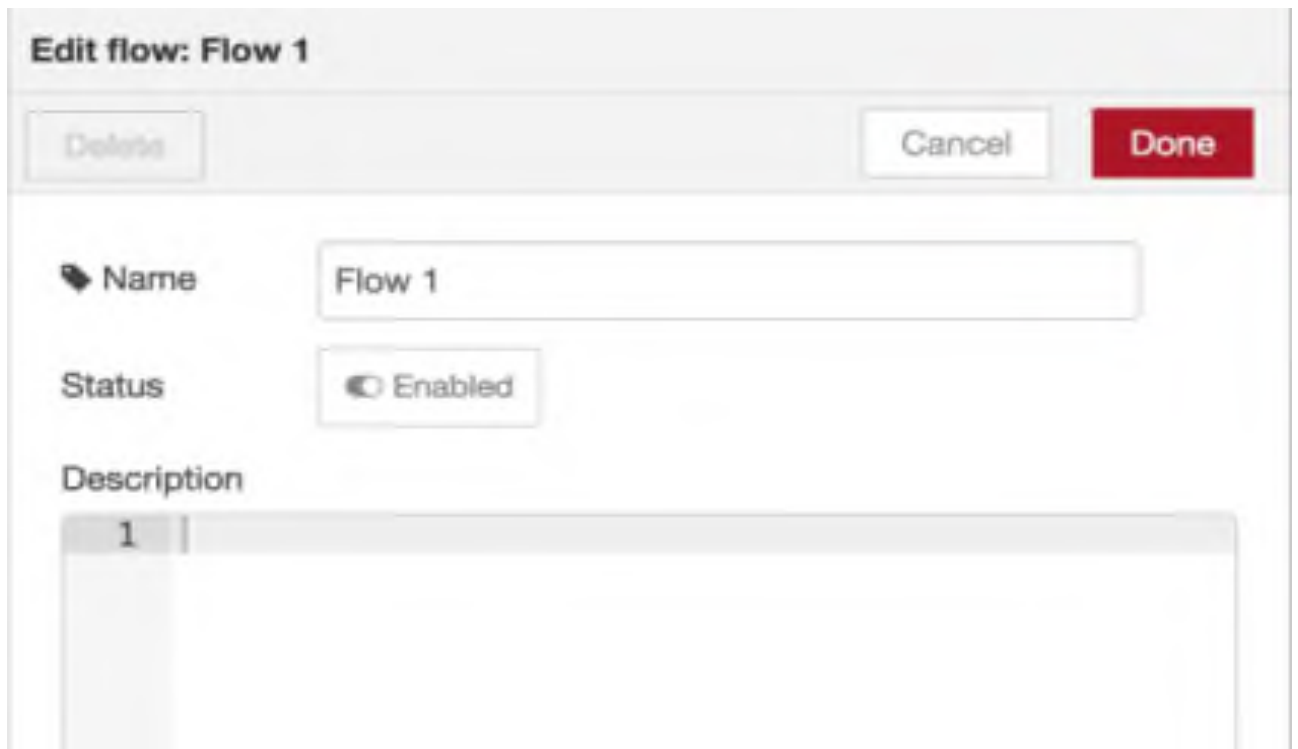 Edit flow: Flow 1
Delete Cancel Done
Name Flow 1
Status Enabled
Description
1